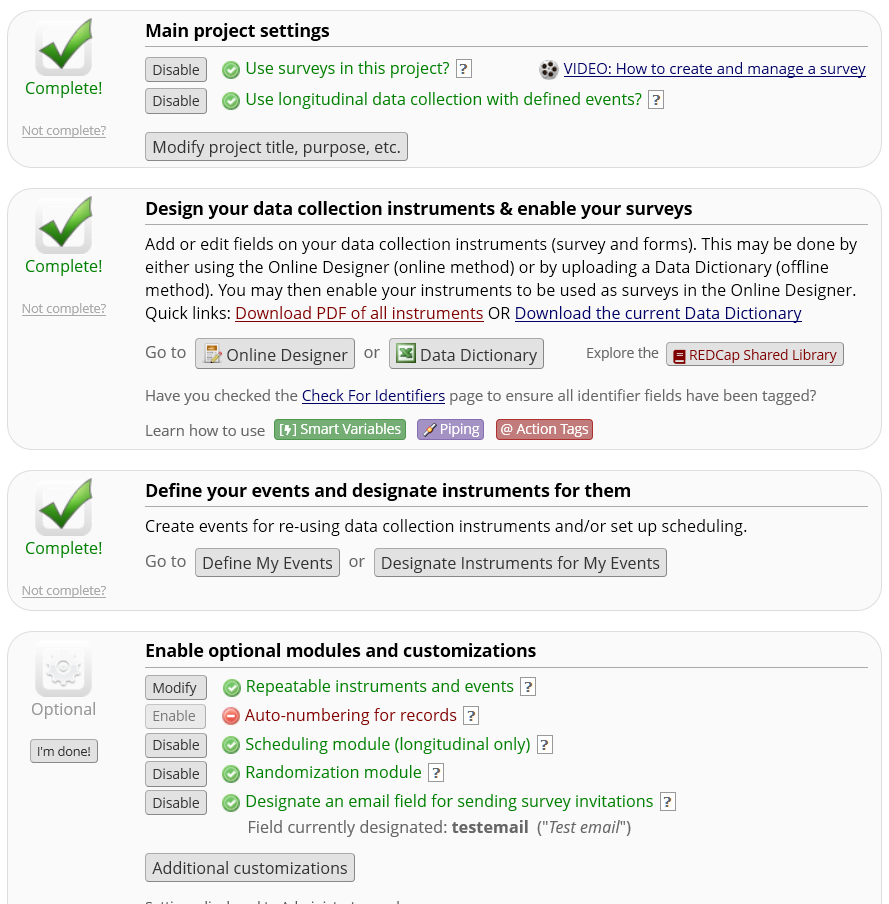 Main project settings
Complete!
Not complete?
Disable Use surveys in this project? ? VIDEO: How to create and manage a survey
Disable Use longitudinal data collection with defined events? ?
Modify project title, purpose, etc.
Design your data collection instruments & enable your surveys
Complete!
Not complete?
Add or edit fields on your data collection instruments (survey and forms). This may be done by
either using the Online Designer (online method) or by uploading a Data Dictionary (offline
method). You may then enable your instruments to be used as surveys in the Online Designer.
Quick links: Download PDF of all instruments OR Download the current Data Dictionary
Go to Online Designer or Data Dictionary Explore the REDCap Shared Library
Have you checked the Check For Identifiers page to ensure all identifier fields have been tagged?
Learn how to use [] Smart Variables Piping @ Action Tags
Define your events and designate instruments for them
Complete!
Not complete?
Create events for re-using data collection instruments and/or set up scheduling.
Go to Define My Events or Designate Instruments for My Events
Enable optional modules and customizations
Optional
I'm done!
Modify Repeatable instruments and events ?
Enable Auto-numbering for records ?
Disable Scheduling module (longitudinal only) ?
Disable Randomization module ?
Disable Designate an email field for sending survey invitations ?
Field currently designated: testemail ("Test email")
Additional customizations